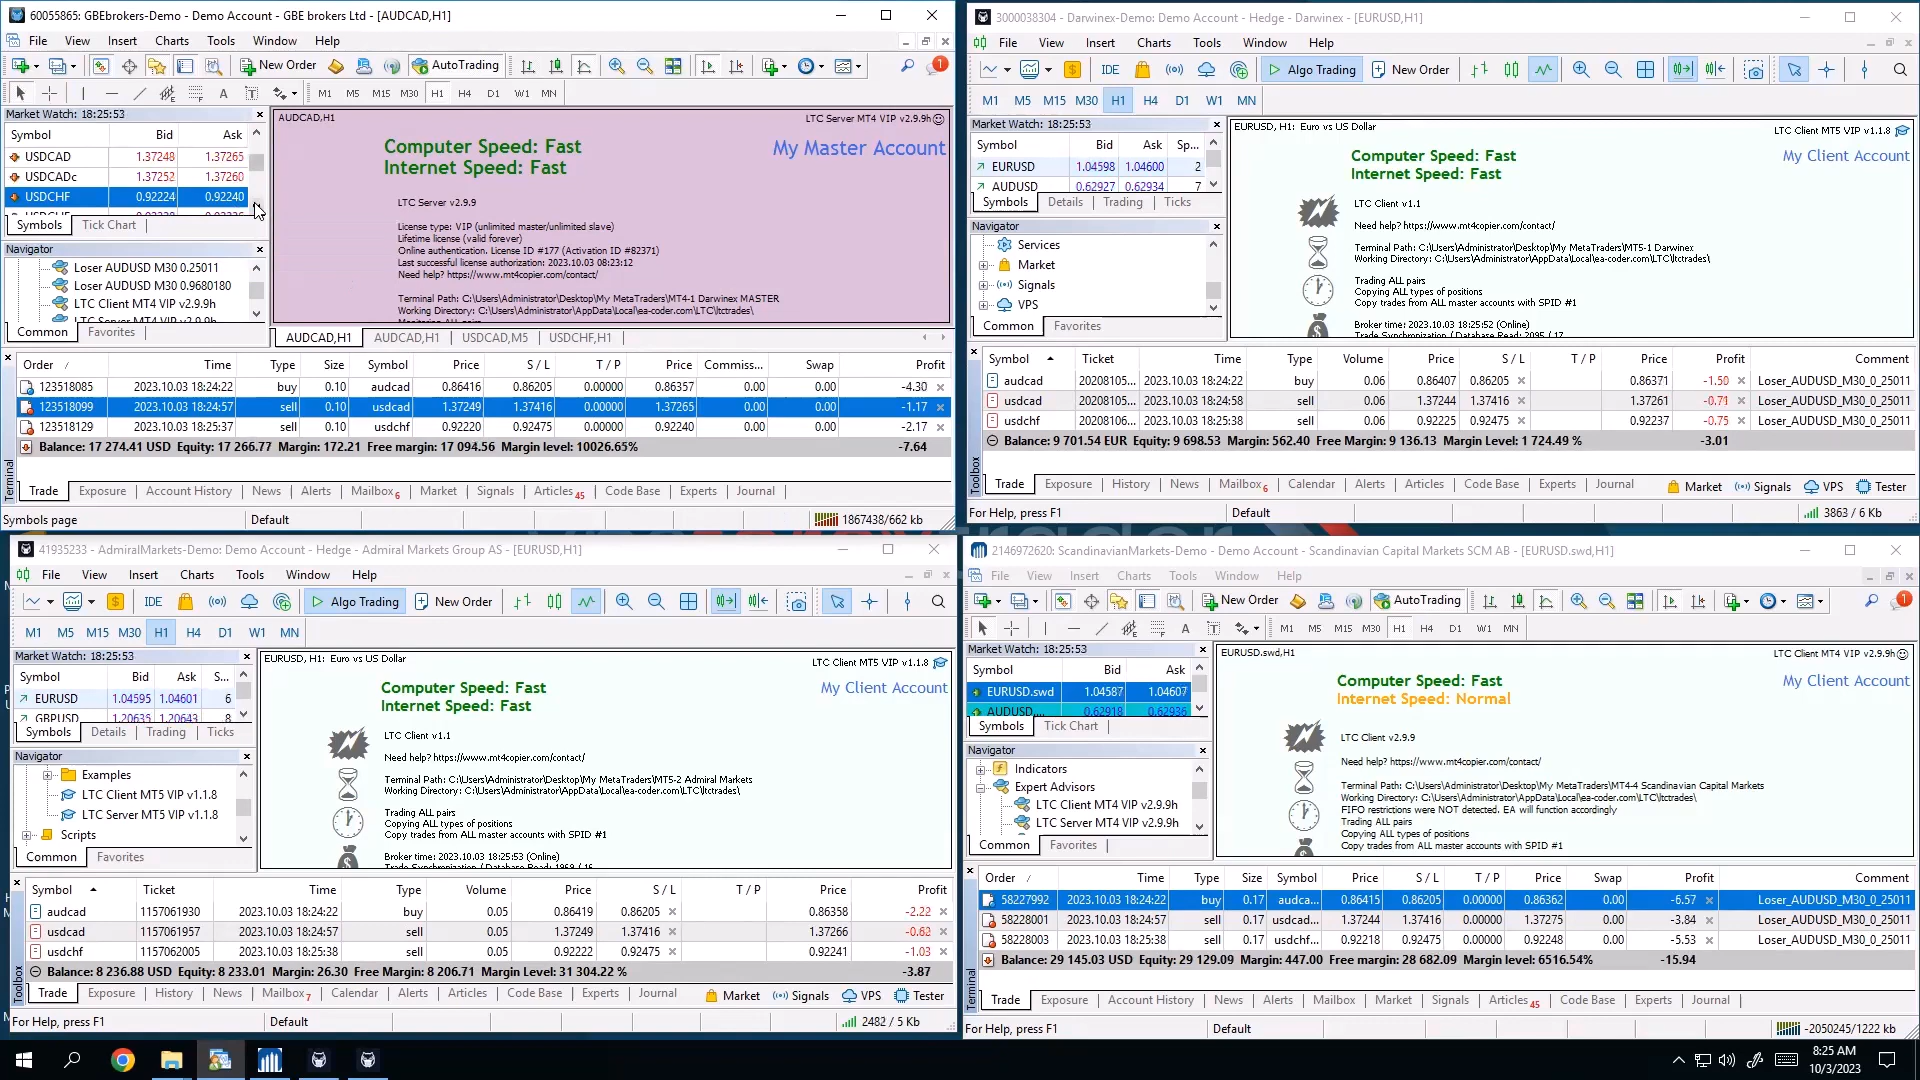 60055865: GBEbrokers-Demo - Demo Account - GBE brokers Ltd - [AUDCAD,H1]
File View Insert Charts Tools Window Help
New Order AutoTrading 1
A T M1 M5 M15 M30 H1 H4 D1 W1 MN
Market Watch: 18:25:53
Symbol Bid Ask
USDCAD 1.37248 1.37265
USDCADc 1.37252 1.37260
USDCHF 0.92224 0.92240
Symbols Tick Chart
Navigator
Loser AUDUSD M30 0.25011
Loser AUDUSD M30 0.9680180
LTC Client MT4 VIP v2.9.9h
LTC Server MT4 VIP v2.9.9h
Common Favorites
AUDCAD,H1
LTC Server MT4 VIP v2.9.9h
Computer Speed: Fast
Internet Speed: Fast
My Master Account
LTC Server v2.9.9
License type: VIP (unlimited master/unlimited slave)
Lifetime license (valid forever)
Online authentication. License ID #177 (Activation ID #82371)
Last successful license authorization: 2023.10.03 08:23:12
Need help? https://www.mt4copier.com/contact/
Terminal Path: C:\Users\Administrator\Desktop\My MetaTraders\MT4-1 Darwinex MASTER
Working Directory: C:\Users\Administrator\AppData\Local\ea-coder.com\LTC\ltctrades\
AUDCAD,H1 AUDCAD,H1 USDCAD,M5 USDCHF,H1
Order / Time Type Size Symbol Price S / L T / P Price Commiss... Swap Profit
123518085 2023.10.03 18:24:22 buy 0.10 audcad 0.86416 0.86205 0.00000 0.86357 0.00 0.00 -4.30
123518099 2023.10.03 18:24:57 sell 0.10 usdcad 1.37249 1.37416 0.00000 1.37265 0.00 0.00 -1.17
123518129 2023.10.03 18:25:37 sell 0.10 usdchf 0.92220 0.92475 0.00000 0.92240 0.00 0.00 -2.17
Balance: 17 274.41 USD Equity: 17 266.77 Margin: 172.21 Free margin: 17 094.56 Margin level: 10026.65% -7.64
Terminal
Trade Exposure Account History News Alerts Mailbox 6 Market Signals Articles 45 Code Base Experts Journal
Symbols page Default 1867438/662 kb
3000038304 - Darwinex-Demo: Demo Account - Hedge - Darwinex - [EURUSD,H1]
File View Insert Charts Tools Window Help
IDE Algo Trading New Order
M1 M5 M15 M30 H1 H4 D1 W1 MN
Market Watch: 18:25:53
Symbol Bid Ask Sp...
EURUSD 1.04598 1.04600 2
AUDUSD 0.62927 0.62934 7
Symbols Details Trading Ticks
Navigator
Services
Market
Signals
VPS
Common Favorites
EURUSD, H1: Euro vs US Dollar
LTC Client MT5 VIP v1.1.8
Computer Speed: Fast
Internet Speed: Fast
My Client Account
LTC Client v1.1
Need help? https://www.mt4copier.com/contact/
Terminal Path: C:\Users\Administrator\Desktop\My MetaTraders\MT5-1 Darwinex
Working Directory: C:\Users\Administrator\AppData\Local\ea-coder.com\LTC\ltctrades\
Trading ALL pairs
Copying ALL types of positions
Copy trades from ALL master accounts with SPID #1
Broker time: 2023.10.03 18:25:52 (Online)
Symbol Ticket Time Type Volume Price S / L T / P Price Profit Comment
audcad 20208105... 2023.10.03 18:24:22 buy 0.06 0.86407 0.86205 0.86371 -1.50 Loser_AUDUSD_M30_0_25011
usdcad 20208105... 2023.10.03 18:24:58 sell 0.06 1.37244 1.37416 1.37261 -0.71 Loser_AUDUSD_M30_0_25011
usdchf 20208106... 2023.10.03 18:25:38 sell 0.06 0.92225 0.92475 0.92237 -0.75 Loser_AUDUSD_M30_0_25011
Balance: 9 701.54 EUR Equity: 9 698.53 Margin: 562.40 Free Margin: 9 136.13 Margin Level: 1 724.49 % -3.01
Toolbox
Trade Exposure History News Mailbox 6 Calendar Alerts Articles Code Base Experts Journal Market Signals VPS Tester
For Help, press F1 Default 3863 / 6 Kb
41935233 - AdmiralMarkets-Demo: Demo Account - Hedge - Admiral Markets Group AS - [EURUSD,H1]
File View Insert Charts Tools Window Help
IDE Algo Trading New Order
M1 M5 M15 M30 H1 H4 D1 W1 MN
Market Watch: 18:25:53
Symbol Bid Ask S...
EURUSD 1.04595 1.04601 6
GBPUSD 1.20635 1.20643 8
Symbols Details Trading Ticks
Navigator
Examples
LTC Client MT5 VIP v1.1.8
LTC Server MT5 VIP v1.1.8
Scripts
Common Favorites
EURUSD, H1: Euro vs US Dollar
LTC Client MT5 VIP v1.1.8
Computer Speed: Fast
Internet Speed: Fast
My Client Account
LTC Client v1.1
Need help? https://www.mt4copier.com/contact/
Terminal Path: C:\Users\Administrator\Desktop\My MetaTraders\MT5-2 Admiral Markets
Working Directory: C:\Users\Administrator\AppData\Local\ea-coder.com\LTC\ltctrades\
Trading ALL pairs
Copying ALL types of positions
Copy trades from ALL master accounts with SPID #1
Broker time: 2023.10.03 18:25:53 (Online)
Symbol Ticket Time Type Volume Price S / L T / P Price Profit
audcad 1157061930 2023.10.03 18:24:22 buy 0.05 0.86419 0.86205 0.86358 -2.22
usdcad 1157061957 2023.10.03 18:24:57 sell 0.05 1.37249 1.37416 1.37266 -0.62
usdchf 1157062005 2023.10.03 18:25:38 sell 0.05 0.92222 0.92475 0.92241 -1.03
Balance: 8 236.88 USD Equity: 8 233.01 Margin: 26.30 Free Margin: 8 206.71 Margin Level: 31 304.22 % -3.87
Toolbox
Trade Exposure History News Mailbox 7 Calendar Alerts Articles Code Base Experts Journal Market Signals VPS Tester
For Help, press F1 Default 2482 / 5 Kb
2146972620: ScandinavianMarkets-Demo - Demo Account - Scandinavian Capital Markets SCM AB - [EURUSD.swd,H1]
File View Insert Charts Tools Window Help
New Order AutoTrading 1
A T M1 M5 M15 M30 H1 H4 D1 W1 MN
Market Watch: 18:25:53
Symbol Bid Ask
EURUSD.swd 1.04587 1.04607
AUDUSD.... 0.62918 0.62936
Symbols Tick Chart
Navigator
Indicators
Expert Advisors
LTC Client MT4 VIP v2.9.9h
LTC Server MT4 VIP v2.9.9h
Common Favorites
EURUSD.swd,H1
LTC Client MT4 VIP v2.9.9h
Computer Speed: Fast
Internet Speed: Normal
My Client Account
LTC Client v2.9.9
Need help? https://www.mt4copier.com/contact/
Terminal Path: C:\Users\Administrator\Desktop\My MetaTraders\MT4-4 Scandinavian Capital Markets
Working Directory: C:\Users\Administrator\AppData\Local\ea-coder.com\LTC\ltctrades\
FIFO restrictions were NOT detected. EA will function accordingly
Trading ALL pairs
Copying ALL types of positions
Copy trades from ALL master accounts with SPID #1
Order / Time Type Size Symbol Price S / L T / P Price Swap Profit Comment
58227992 2023.10.03 18:24:22 buy 0.17 audca... 0.86415 0.86205 0.00000 0.86362 0.00 -6.57 Loser_AUDUSD_M30_0_25011
58228001 2023.10.03 18:24:57 sell 0.17 usdcad... 1.37244 1.37416 0.00000 1.37275 0.00 -3.84 Loser_AUDUSD_M30_0_25011
58228003 2023.10.03 18:25:38 sell 0.17 usdchf... 0.92218 0.92475 0.00000 0.92248 0.00 -5.53 Loser_AUDUSD_M30_0_25011
Balance: 29 145.03 USD Equity: 29 129.09 Margin: 447.00 Free margin: 28 682.09 Margin level: 6516.54% -15.94
Terminal
Trade Exposure Account History News Alerts Mailbox Market Signals Articles 45 Code Base Experts Journal
For Help, press F1 Default -2050245/1222 kb
8:25 AM
10/3/2023